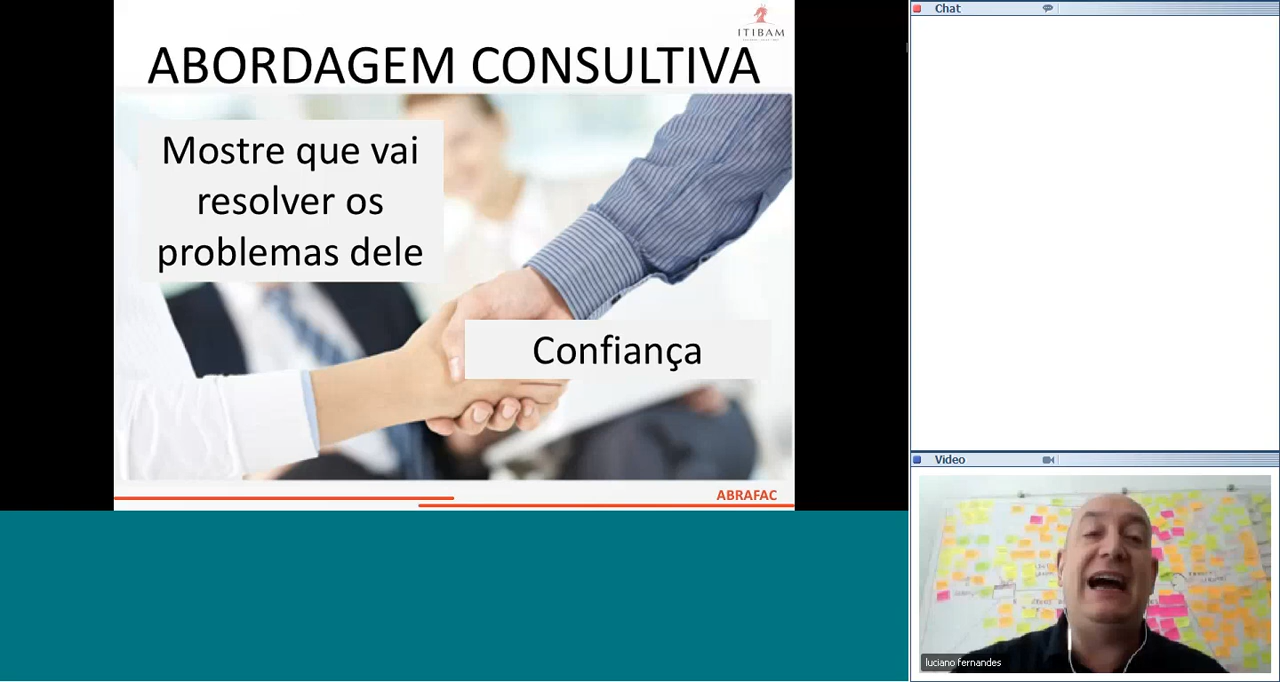 ITIBAM
ABORDAGEM CONSULTIVA
Mostre que vai
resolver os
problemas dele
Confiança
ABRAFAC
Chat
Video
luciano fernandes